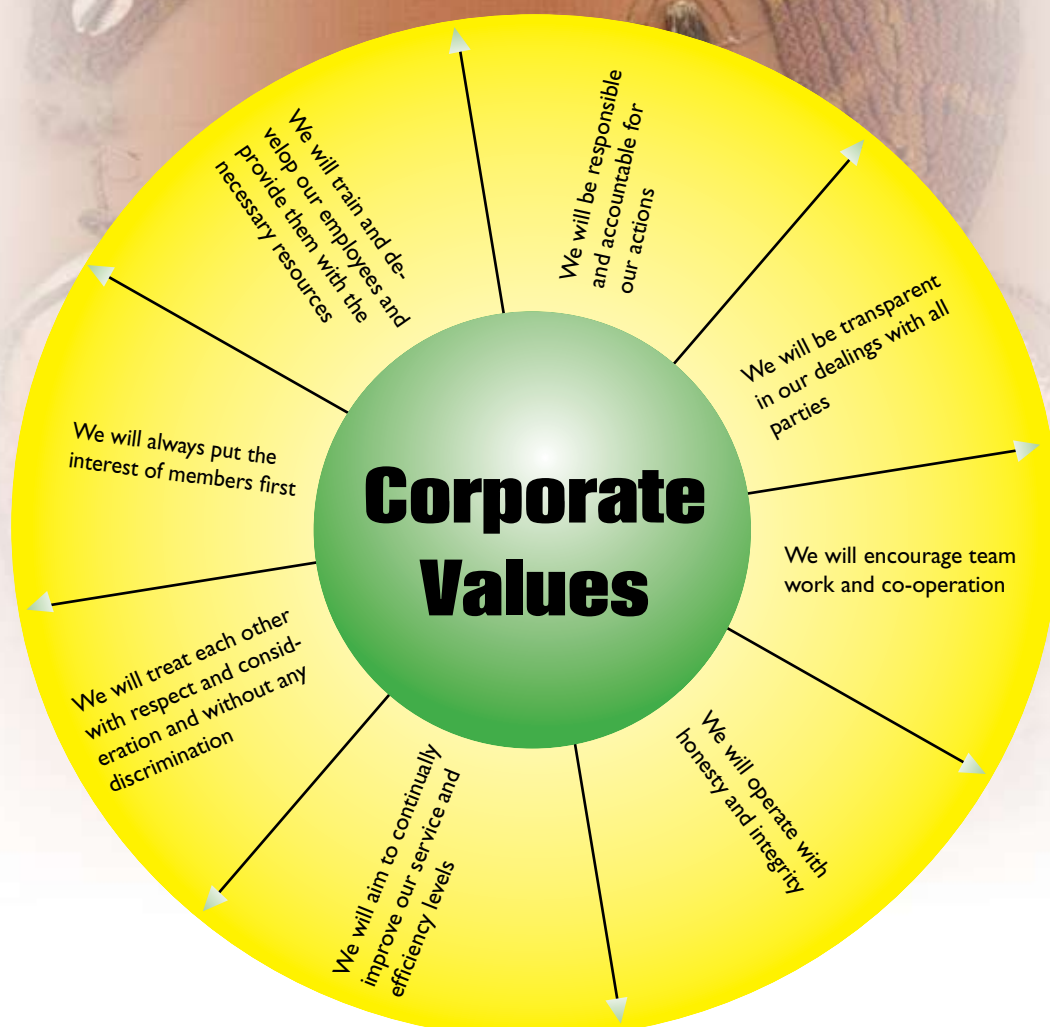 Corporate
Values
We will be responsible
and accountable for
our actions
We will be transparent
in our dealings with all
parties
We will encourage team
work and co-operation
We will operate with
honesty and integrity
We will aim to continually
improve our service and
efficiency levels
We will treat each other
with respect and consid-
eration and without any
discrimination
We will always put the
interest of members first
We will train and de-
velop our employees and
provide them with the
necessary resources